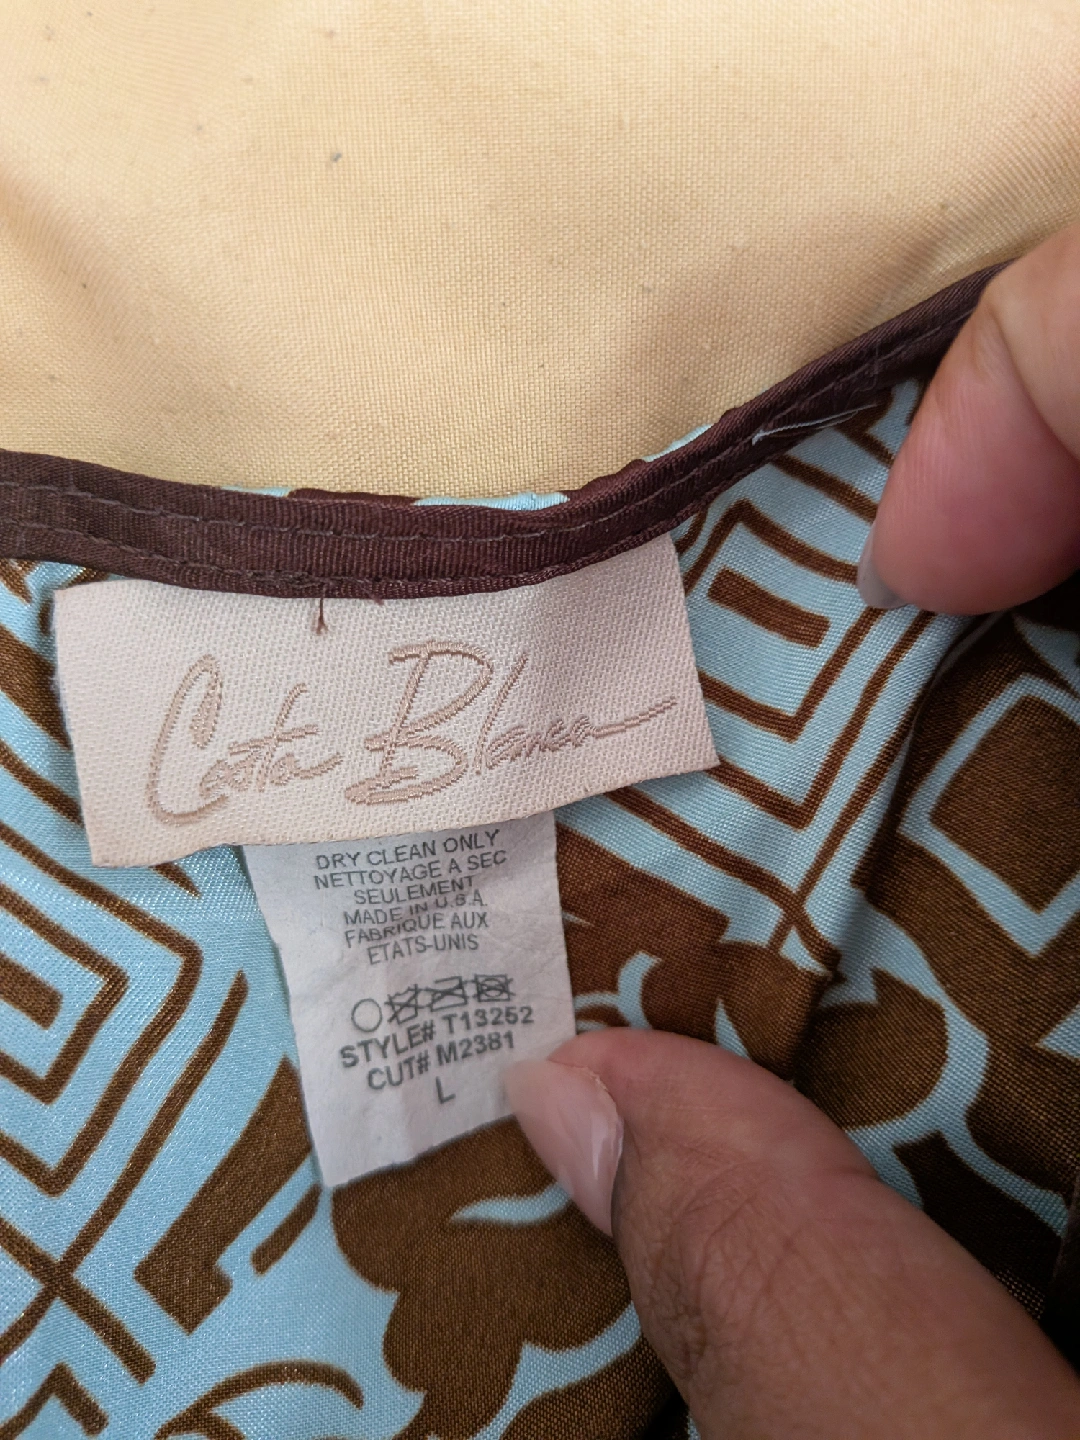 Costa Blanca
DRY CLEAN ONLY
NETTOYAGE A SEC
SEULEMENT
MADE IN U.S.A.
FABRIQUE AUX
ETATS-UNIS
STYLE# T13252
CUT# M2381
L